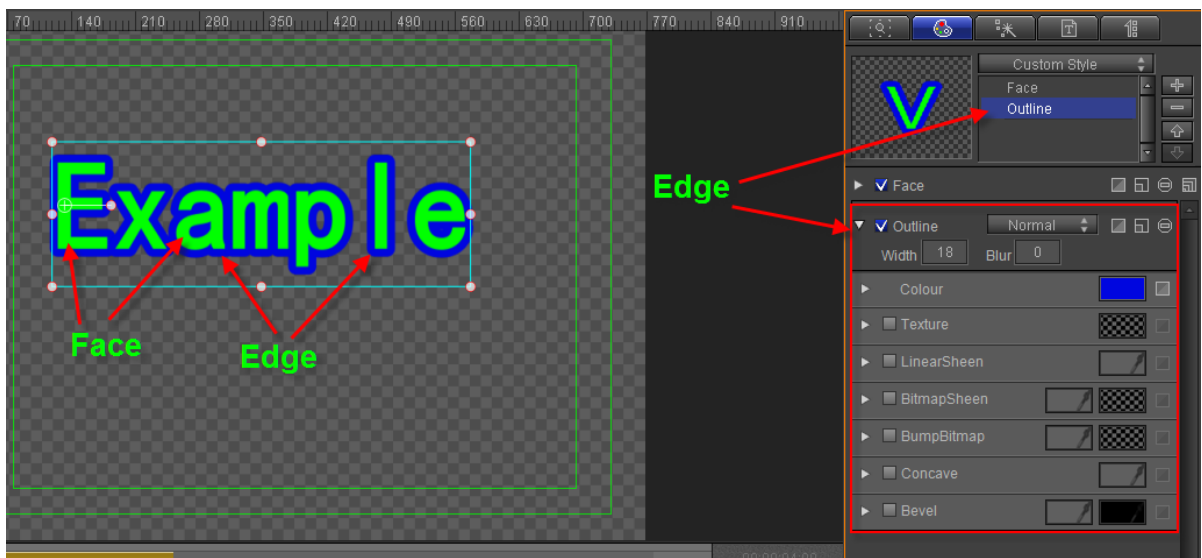 70 140 210 280 350 420 490 560 630 700 770 840 910
Custom Style
V
Face
Outline
Example
Edge
Face
Outline Normal
Width 18 Blur 0
Colour
Texture
LinearSheen
BitmapSheen
BumpBitmap
Concave
Bevel
Face
Edge